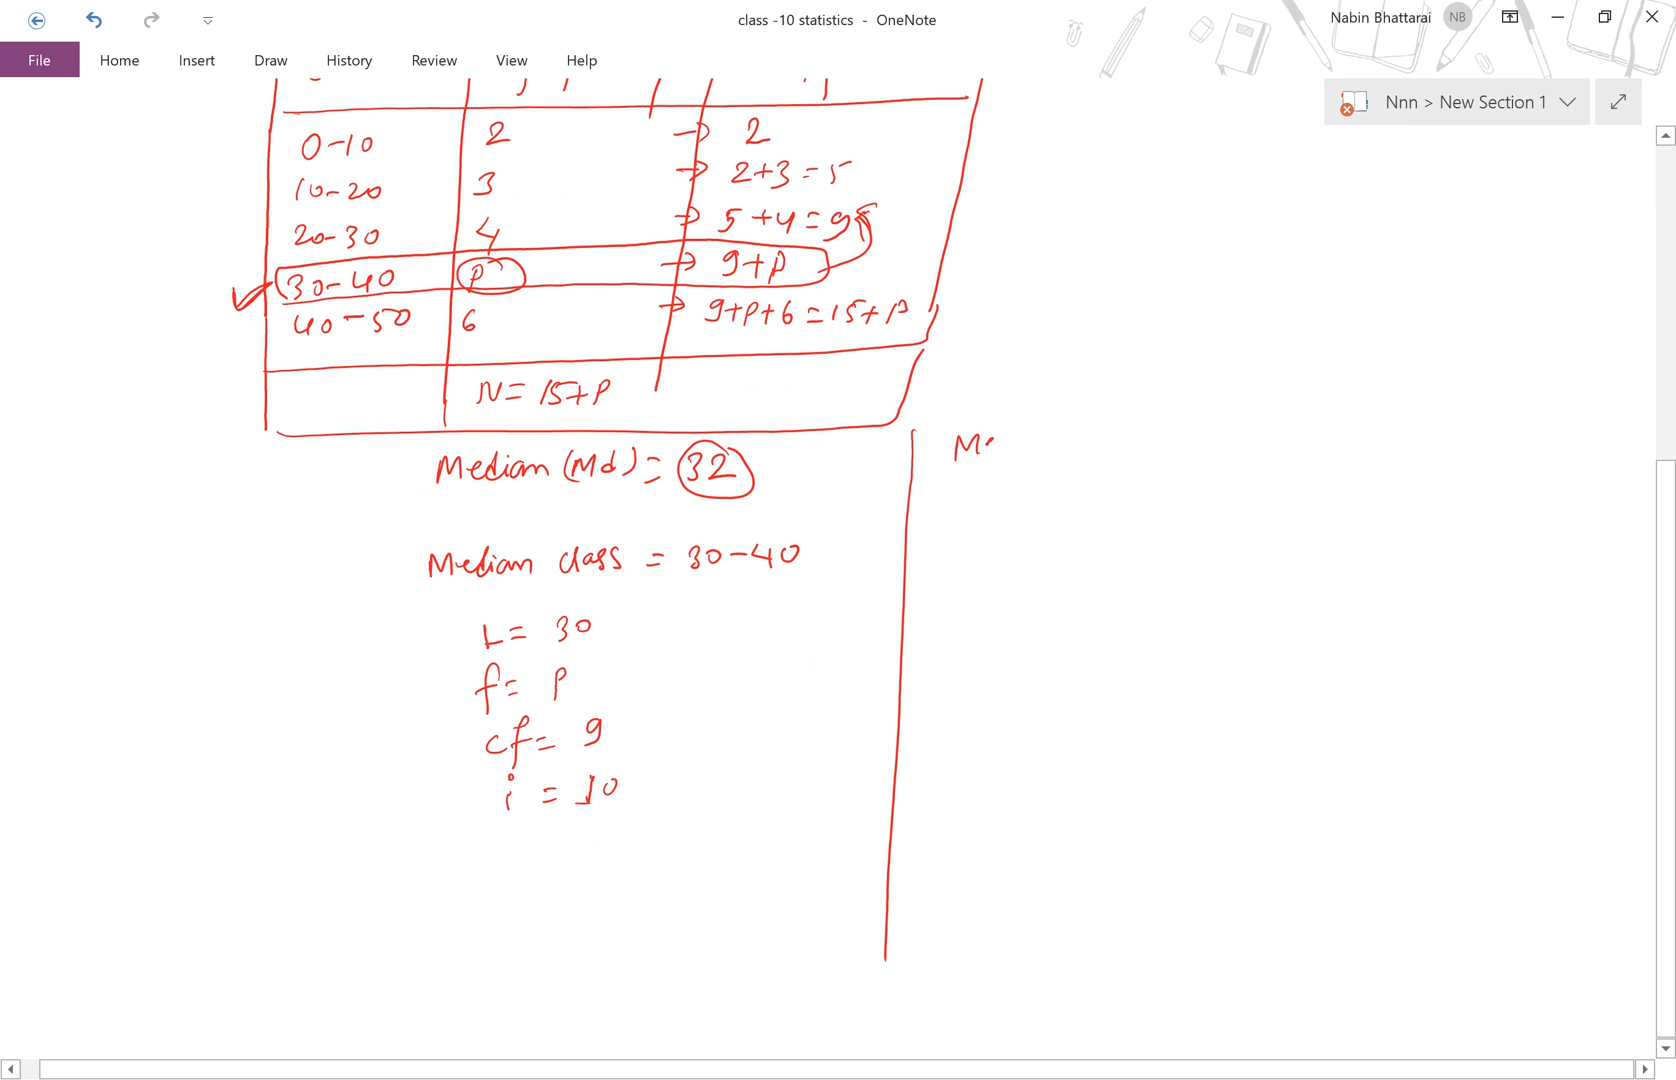 class -10 statistics - OneNote
Nabin Bhattarai NB
File Home Insert Draw History Review View Help
Nnn > New Section 1
0-10 2 → 2
10-20 3 → 2+3=5
20-30 4 → 5+4=9
30-40 P → 9+P
40-50 6 → 9+P+6=15+P
N= 15+P
Median (Md) = 32
M
Median class = 30-40
L= 30
f= P
cf= 9
i = 10